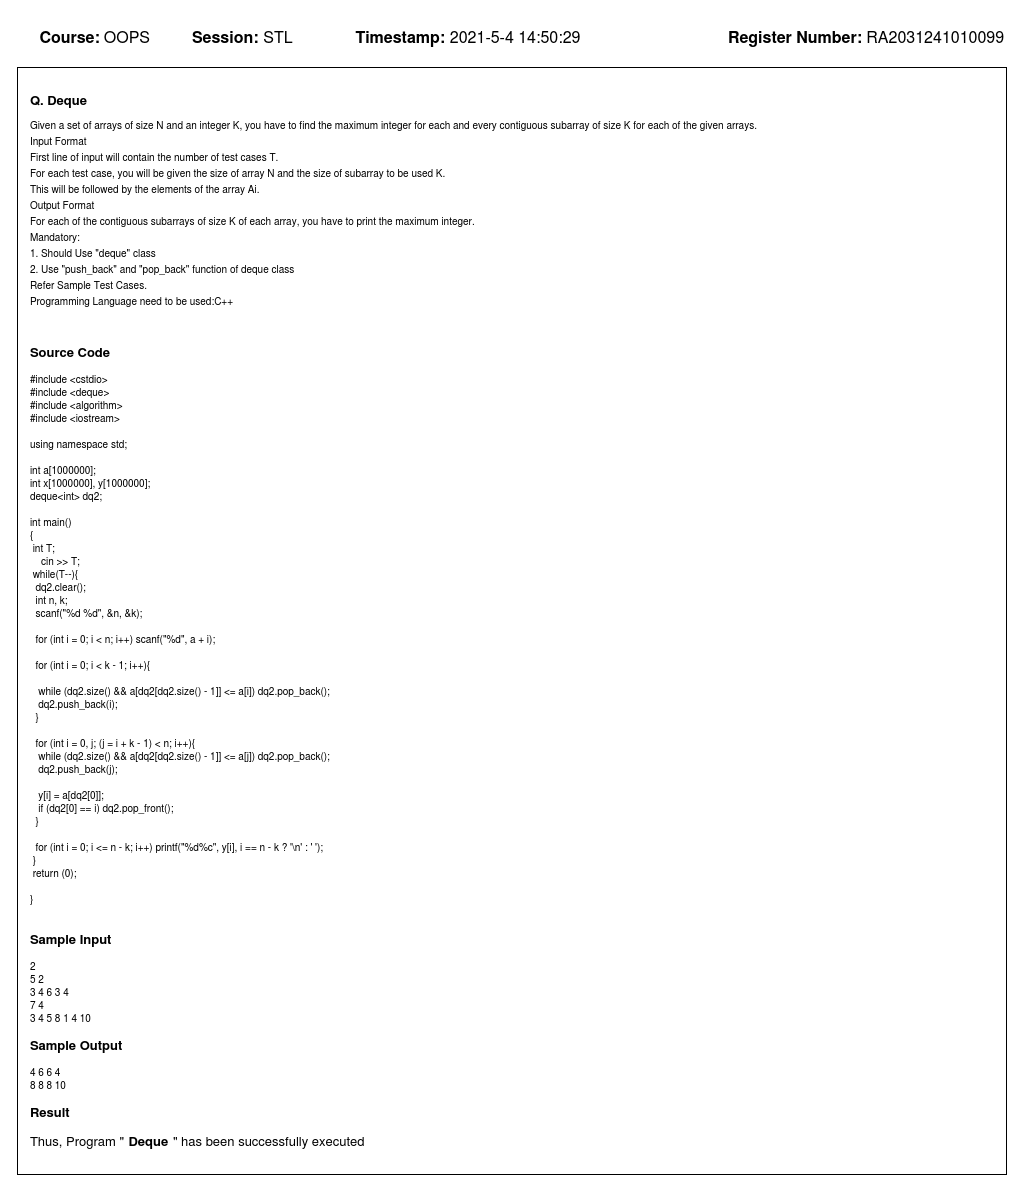 Course: OOPS Session: STL Timestamp: 2021-5-4 14:50:29 Register Number: RA2031241010099
Q. Deque
Given a set of arrays of size N and an integer K, you have to find the maximum integer for each and every contiguous subarray of size K for each of the given arrays.
Input Format
First line of input will contain the number of test cases T.
For each test case, you will be given the size of array N and the size of subarray to be used K.
This will be followed by the elements of the array Ai.
Output Format
For each of the contiguous subarrays of size K of each array, you have to print the maximum integer.
Mandatory:
1. Should Use "deque" class
2. Use "push_back" and "pop_back" function of deque class
Refer Sample Test Cases.
Programming Language need to be used:C++
Source Code
#include <cstdio>
#include <deque>
#include <algorithm>
#include <iostream>
using namespace std;
int a[1000000];
int x[1000000], y[1000000];
deque<int> dq2;
int main()
{
int T;
cin >> T;
while(T--){
dq2.clear();
int n, k;
scanf("%d %d", &n, &k);
for (int i = 0; i < n; i++) scanf("%d", a + i);
for (int i = 0; i < k - 1; i++){
while (dq2.size() && a[dq2[dq2.size() - 1]] <= a[i]) dq2.pop_back();
dq2.push_back(i);
}
for (int i = 0, j; (j = i + k - 1) < n; i++){
while (dq2.size() && a[dq2[dq2.size() - 1]] <= a[j]) dq2.pop_back();
dq2.push_back(j);
y[i] = a[dq2[0]];
if (dq2[0] == i) dq2.pop_front();
}
for (int i = 0; i <= n - k; i++) printf("%d%c", y[i], i == n - k ? '\n' : ' ');
}
return (0);
}
Sample Input
2
5 2
3 4 6 3 4
7 4
3 4 5 8 1 4 10
Sample Output
4 6 6 4
8 8 8 10
Result
Thus, Program " Deque " has been successfully executed